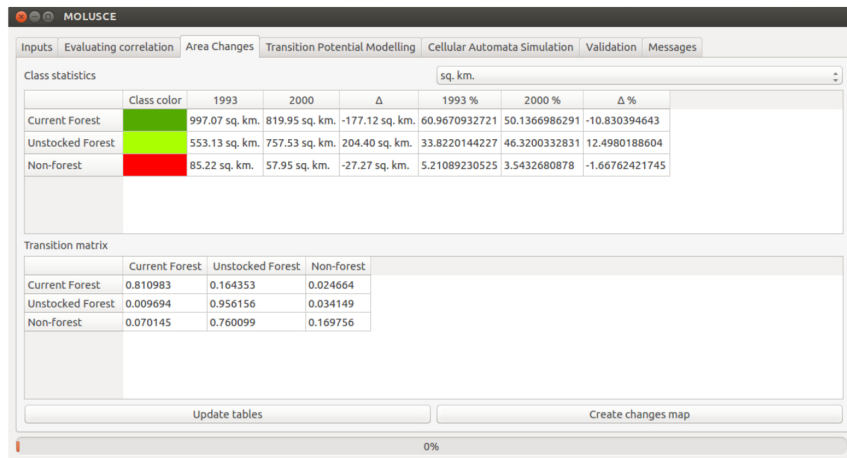 MOLUSCE
Inputs Evaluating correlation Area Changes Transition Potential Modelling Cellular Automata Simulation Validation Messages
Class statistics sq. km.
Class color 1993 2000 Δ 1993 % 2000 % Δ %
Current Forest 997.07 sq. km. 819.95 sq. km. -177.12 sq. km. 60.9670932721 50.1366986291 -10.830394643
Unstocked Forest 553.13 sq. km. 757.53 sq. km. 204.40 sq. km. 33.8220144227 46.3200332831 12.4980188604
Non-forest 85.22 sq. km. 57.95 sq. km. -27.27 sq. km. 5.21089230525 3.5432680878 -1.66762421745
Transition matrix
Current Forest Unstocked Forest Non-forest
Current Forest 0.810983 0.164353 0.024664
Unstocked Forest 0.009694 0.956156 0.034149
Non-forest 0.070145 0.760099 0.169756
Update tables Create changes map
0%